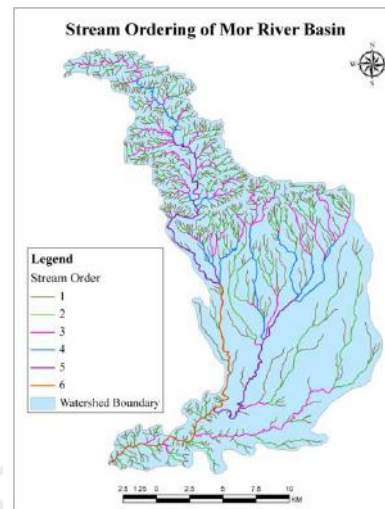 Stream Ordering of Mor River Basin
N
W
E
S
Legend
Stream Order
1
2
3
4
5
6
Watershed Boundary
2.5 1.25 0 2.5 5 7.5 10
KM